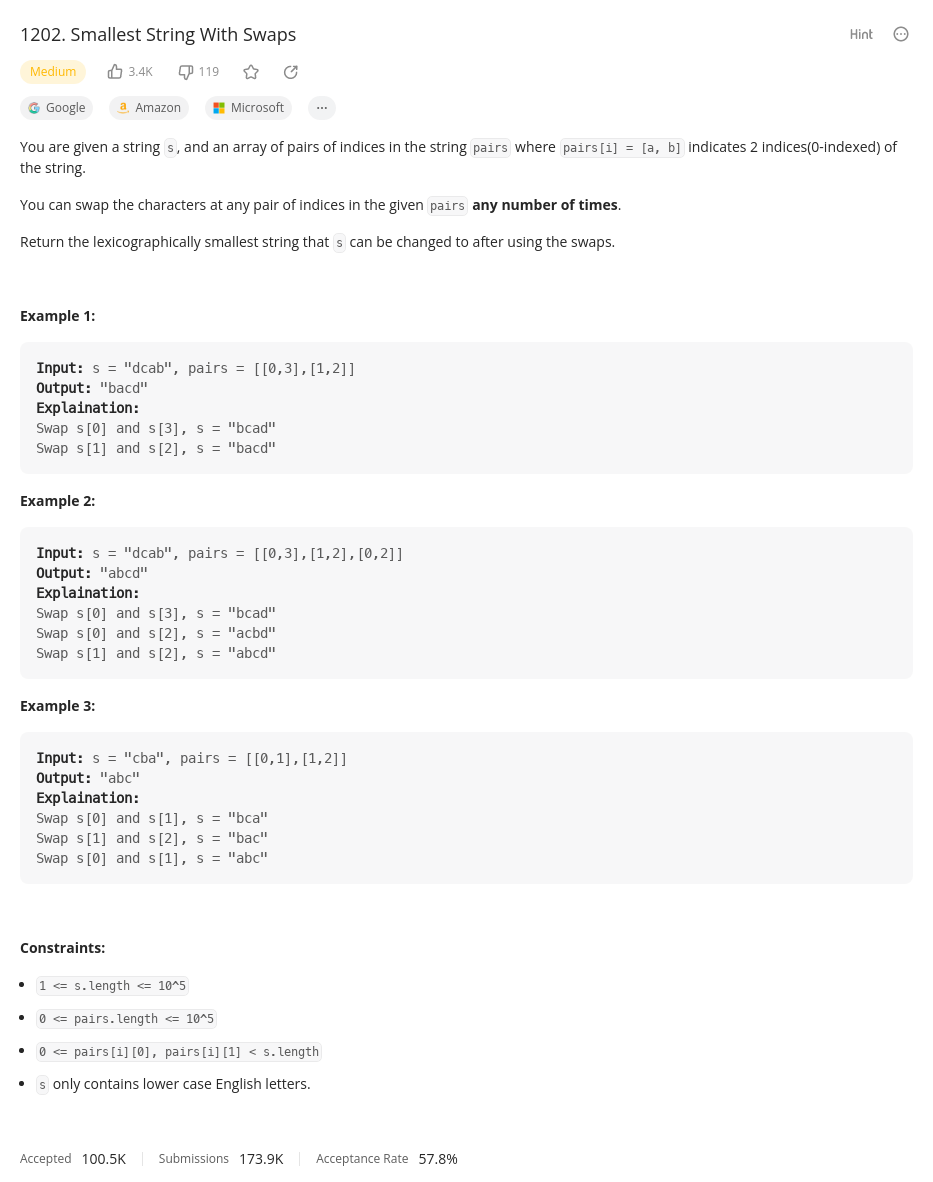 1202. Smallest String With Swaps
Hint
Medium
3.4K
119
Google
Amazon
Microsoft
You are given a string s, and an array of pairs of indices in the string pairs where pairs[i] = [a, b] indicates 2 indices(0-indexed) of
the string.
You can swap the characters at any pair of indices in the given pairs any number of times.
Return the lexicographically smallest string that s can be changed to after using the swaps.
Example 1:
Input: s = "dcab", pairs = [[0,3],[1,2]]
Output: "bacd"
Explaination:
Swap s[0] and s[3], s = "bcad"
Swap s[1] and s[2], s = "bacd"
Example 2:
Input: s = "dcab", pairs = [[0,3],[1,2],[0,2]]
Output: "abcd"
Explaination:
Swap s[0] and s[3], s = "bcad"
Swap s[0] and s[2], s = "acbd"
Swap s[1] and s[2], s = "abcd"
Example 3:
Input: s = "cba", pairs = [[0,1],[1,2]]
Output: "abc"
Explaination:
Swap s[0] and s[1], s = "bca"
Swap s[1] and s[2], s = "bac"
Swap s[0] and s[1], s = "abc"
Constraints:
• 1 <= s.length <= 10^5
• 0 <= pairs.length <= 10^5
• 0 <= pairs[i][0], pairs[i][1] < s.length
• s only contains lower case English letters.
Accepted 100.5K Submissions 173.9K Acceptance Rate 57.8%